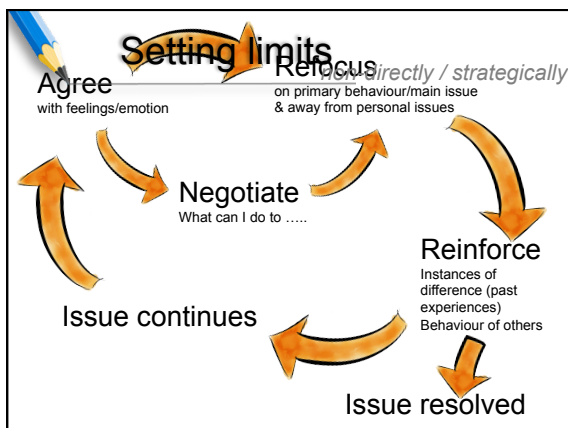 Setting limits
non-directly / strategically
Agree
with feelings/emotion
Refocus
on primary behaviour/main issue
& away from personal issues
Negotiate
What can I do to …..
Reinforce
Instances of
difference (past
experiences)
Behaviour of others
Issue continues
Issue resolved